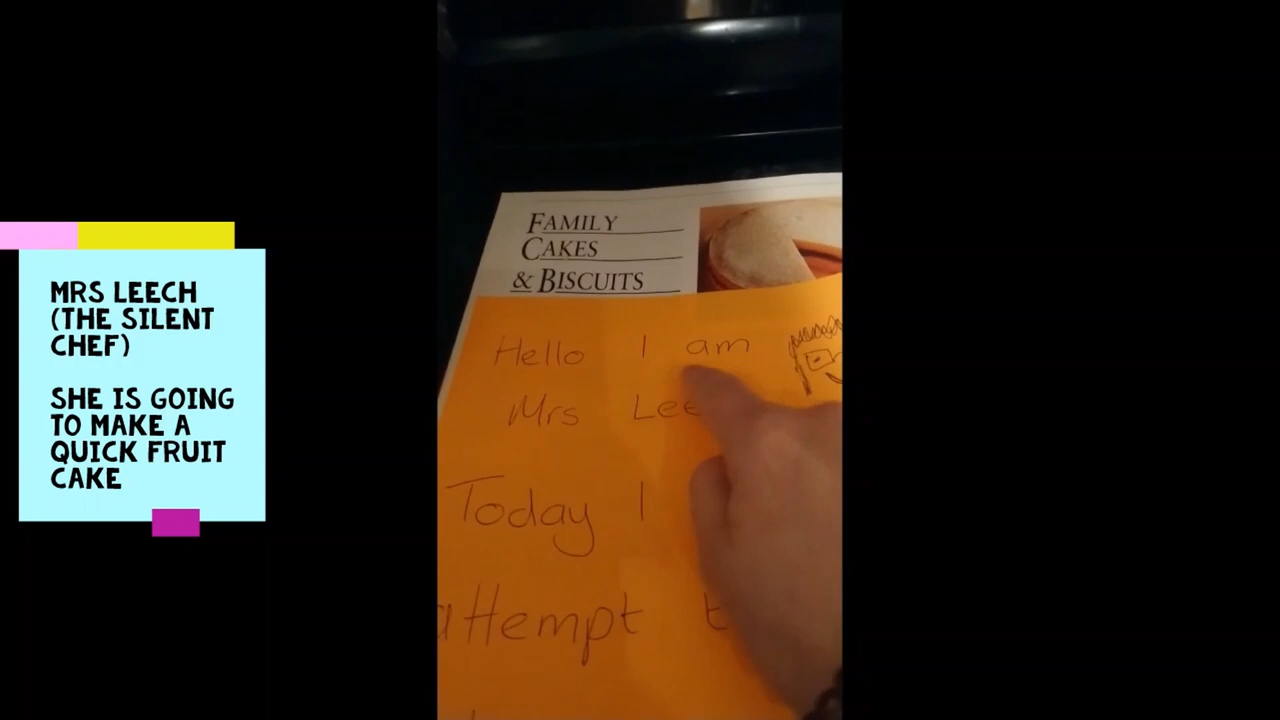 MRS LEECH
(THE SILENT
CHEF)
SHE IS GOING
TO MAKE A
QUICK FRUIT
CAKE
FAMILY
CAKES
& BISCUITS
Hello I am
Mrs
Today I
attempt